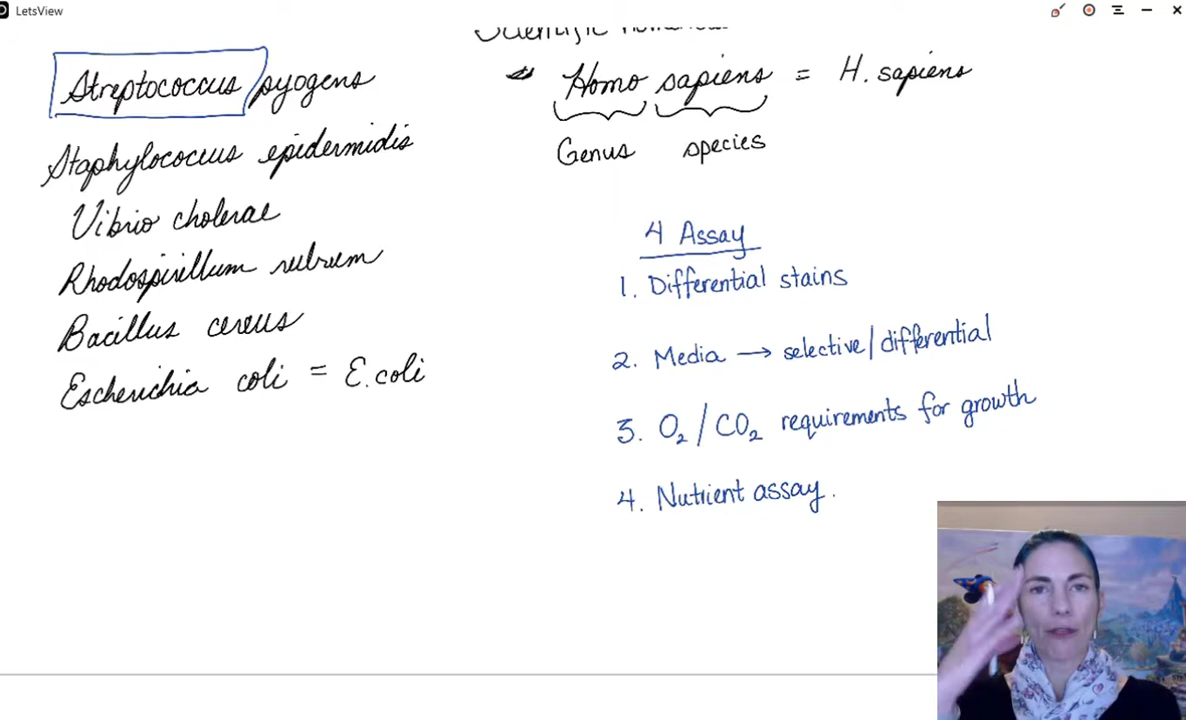 LetsView
Scientific
Streptococcus pyogens
Staphylococcus epidermidis
Vibrio cholerae
Rhodospirillum rubrum
Bacillus cereus
Escherichia coli = E. coli
Homo sapiens = H. sapiens
Genus species
4 Assay
1. Differential stains
2. Media → selective/differential
3. O₂/CO₂ requirements for growth
4. Nutrient assay.